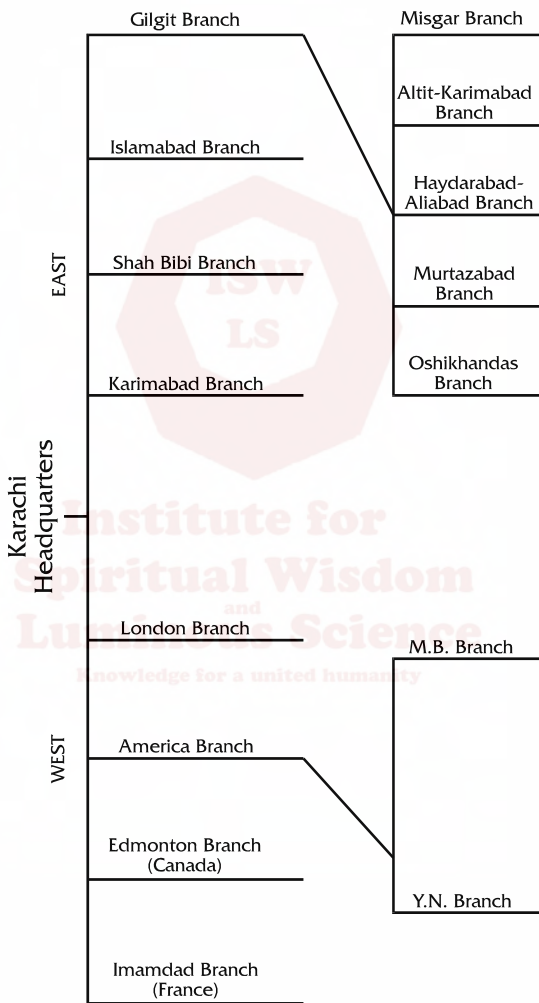 Gilgit Branch
Islamabad Branch
Shah Bibi Branch
Karimabad Branch
EAST
Karachi
Headquarters
London Branch
America Branch
Edmonton Branch
(Canada)
Imamdad Branch
(France)
WEST
Misgar Branch
Altit-Karimabad
Branch
Haydarabad-
Aliabad Branch
Murtazabad
Branch
Oshikhandas
Branch
M.B. Branch
Y.N. Branch
ISW
LS
Institute for
Spiritual Wisdom
and
Luminous Science
Knowledge for a united humanity